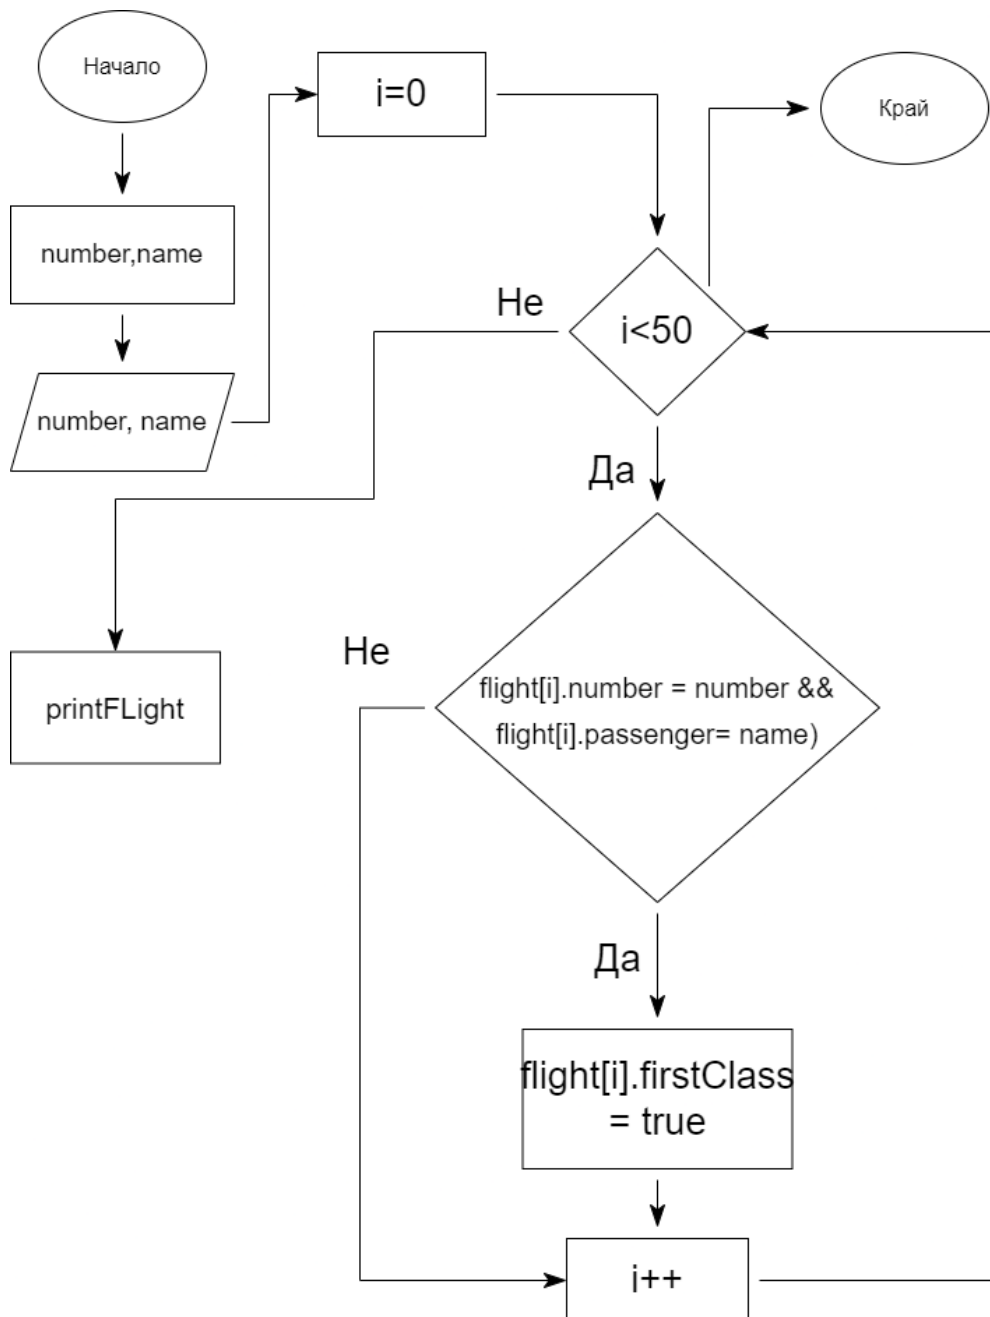 Начало
number,name
number, name
i=0
Край
i<50
Не
Да
printFLight
flight[i].number = number &&
flight[i].passenger= name)
Не
Да
flight[i].firstClass
= true
i++